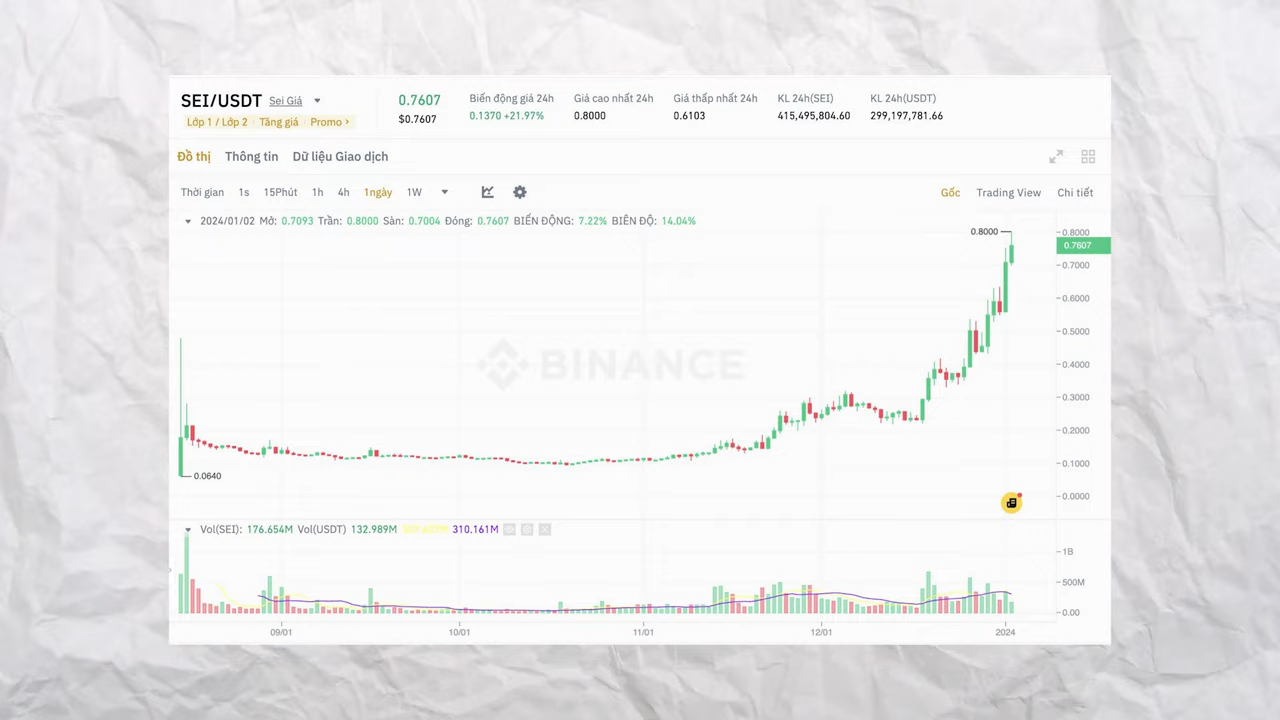 SEI/USDT Sei Giá 0.7607 Biến động giá 24h Giá cao nhất 24h Giá thấp nhất 24h KL 24h(SEI) KL 24h(USDT)
Lớp 1 / Lớp 2 · Tăng giá · Promo › $0.7607 0.1370 +21.97% 0.8000 0.6103 415,495,804.60 299,197,781.66
Đồ thị Thông tin Dữ liệu Giao dịch
Thời gian 1s 15Phút 1h 4h 1ngày 1W Gốc Trading View Chi tiết
2024/01/02 Mở: 0.7093 Trần: 0.8000 Sàn: 0.7004 Đóng: 0.7607 BIẾN ĐỘNG: 7.22% BIÊN ĐỘ: 14.04%
0.8000 0.8000
0.7607
0.7000
0.6000
0.5000
0.4000
BINANCE
0.3000
0.2000
0.1000
0.0640
0.0000
Vol(SEI): 176.654M Vol(USDT) 132.989M 310.161M
1B
500M
0.00
09/01 10/01 11/01 12/01 2024